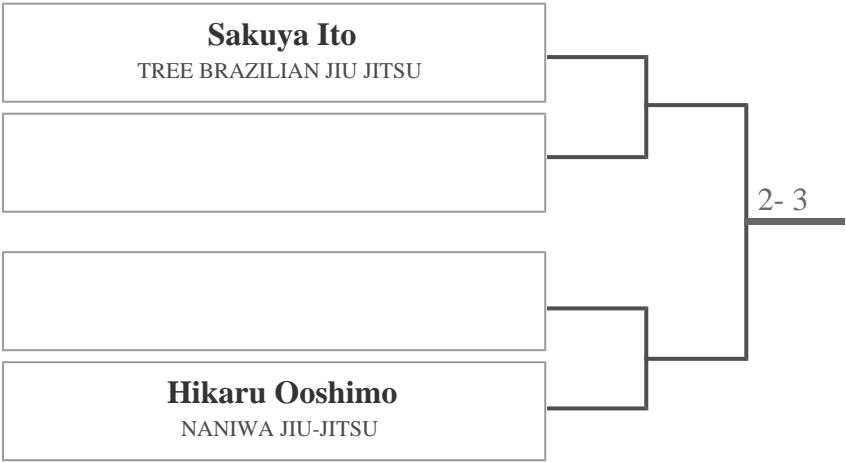 Sakuya Ito
TREE BRAZILIAN JIU JITSU
2- 3
Hikaru Ooshimo
NANIWA JIU-JITSU